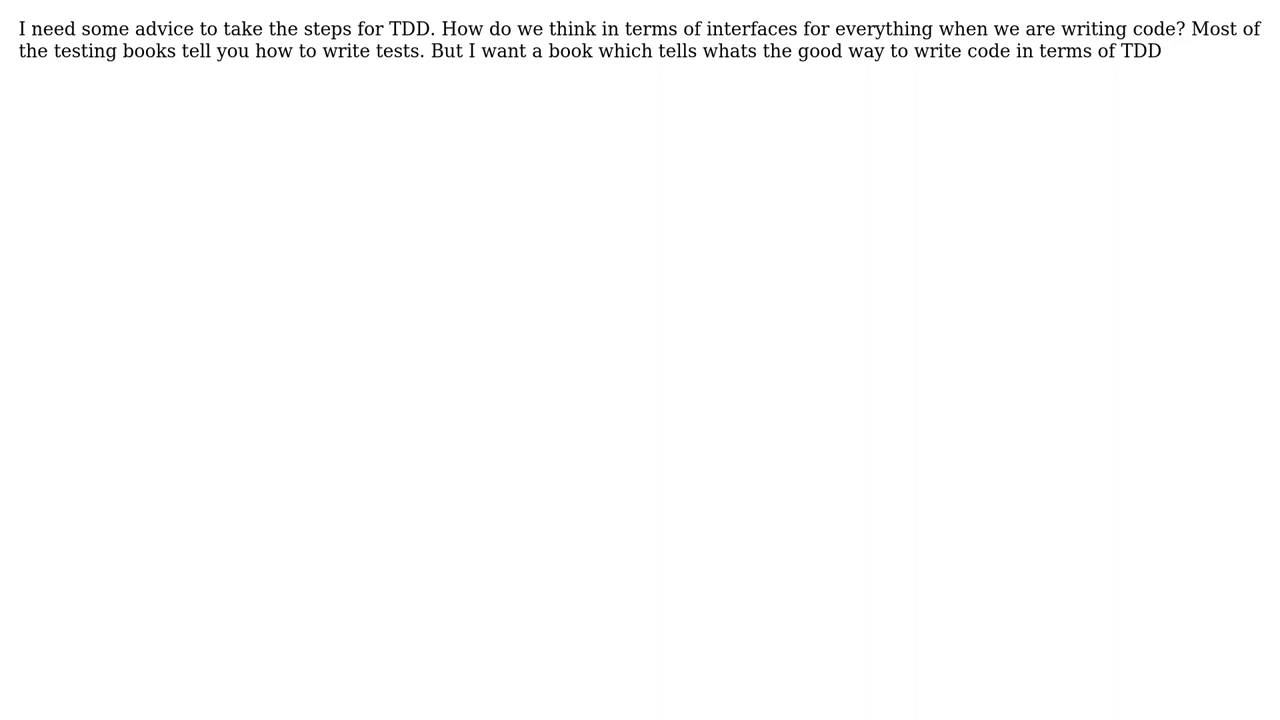 I need some advice to take the steps for TDD. How do we think in terms of interfaces for everything when we are writing code? Most of
the testing books tell you how to write tests. But I want a book which tells whats the good way to write code in terms of TDD